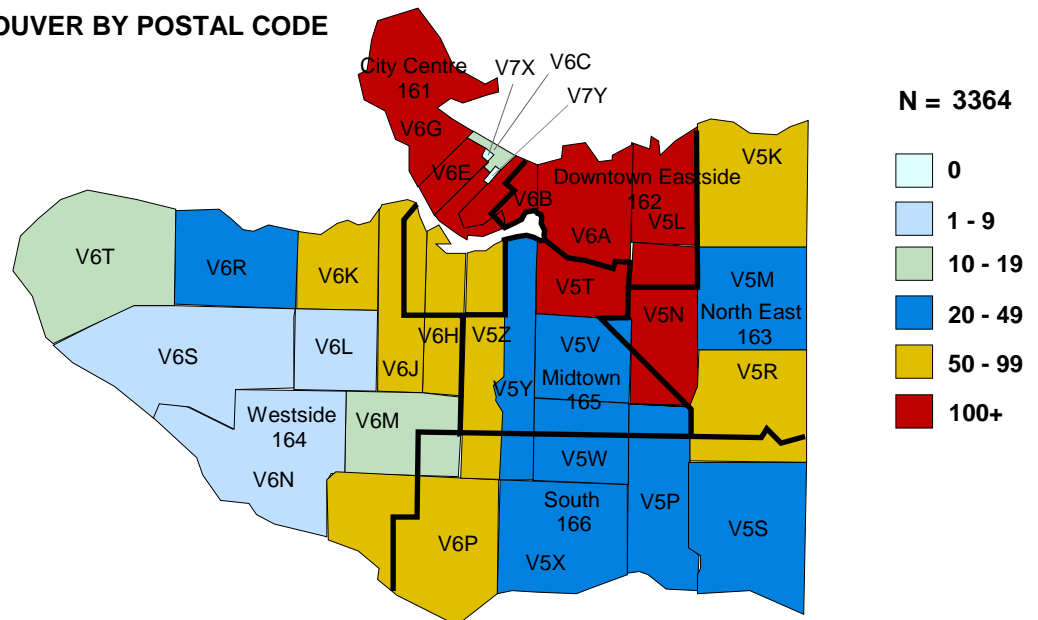 OUVER BY POSTAL CODE
City Centre
161
V7X
V6C
V7Y
V6G
V6E
V6B
Downtown Eastside
162
V5L
V6A
V5K
V6T
V6R
V6K
V5T
V5N
V5M
North East
163
V6S
V6L
V6J
V6H
V5Z
V5Y
V5V
Midtown
165
V5R
Westside
164
V6M
V6N
V5W
South
166
V5P
V5S
V6P
V5X
N = 3364
0
1 - 9
10 - 19
20 - 49
50 - 99
100+